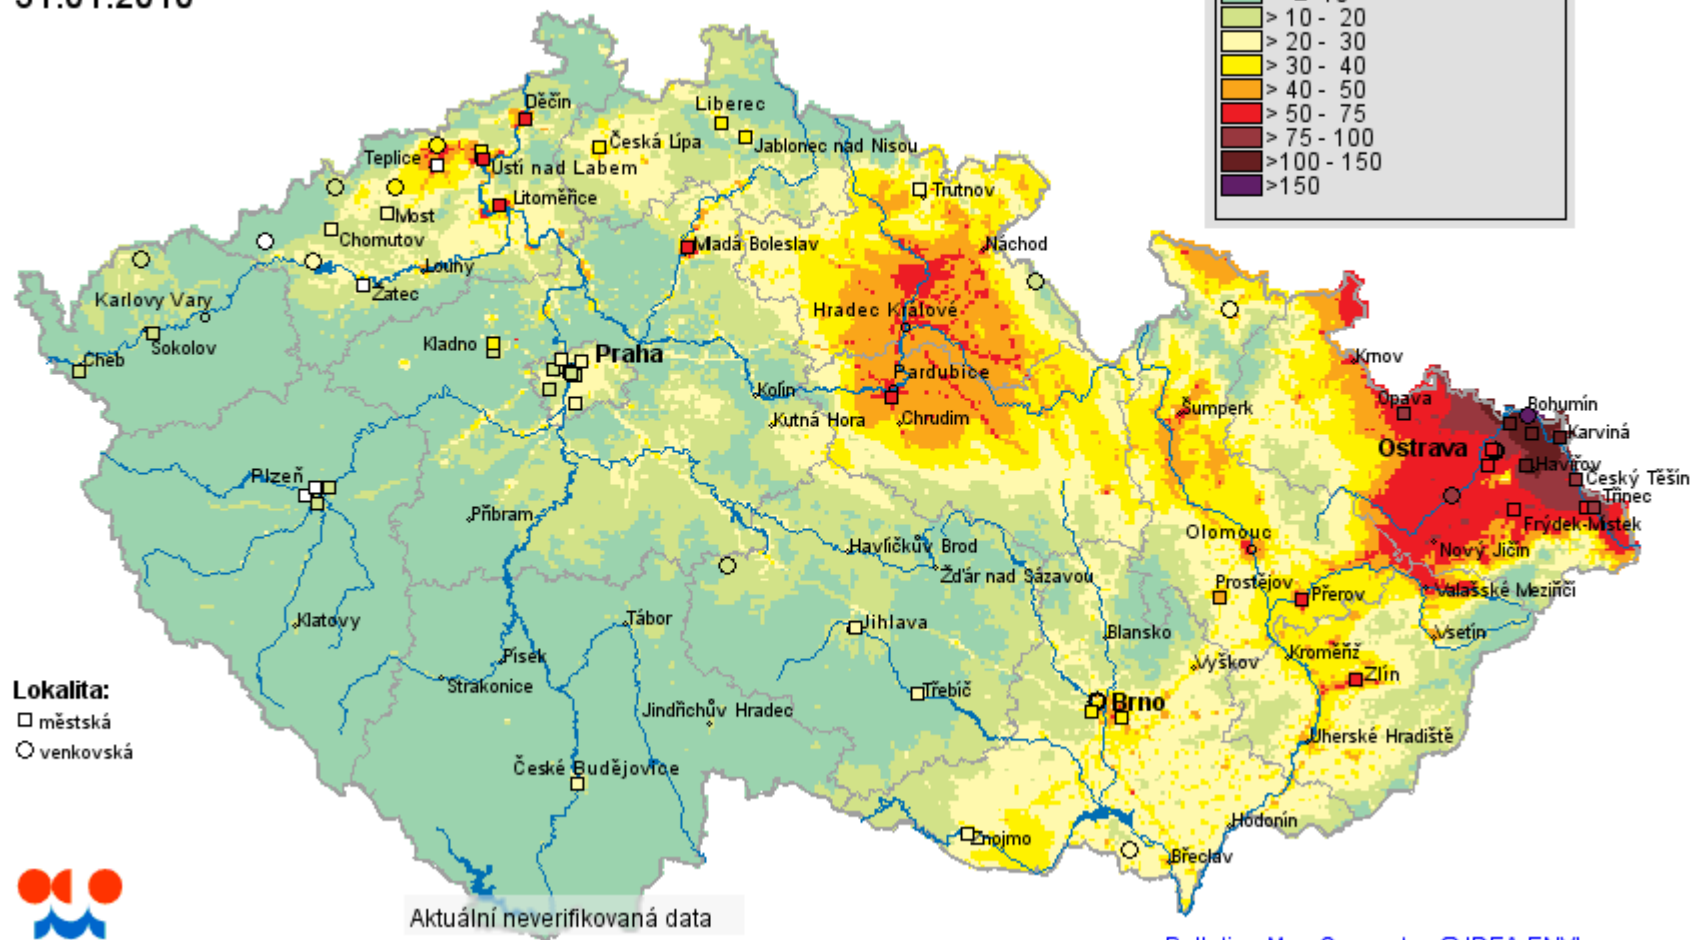 > 10 - 20
> 20 - 30
> 30 - 40
> 40 - 50
> 50 - 75
> 75 - 100
>100 - 150
>150
Děčín
Liberec
Česká Lípa
Jablonec nad Nisou
Teplice
Ústí nad Labem
Trutnov
Litoměřice
Most
Chomutov
Mladá Boleslav
Náchod
Louny
Žatec
Karlovy Vary
Hradec Králové
Sokolov
Kladno
Praha
Cheb
Krnov
Pardubice
Kolín
Kutná Hora
Chrudim
Šumperk
Opava
Bohumín
Karviná
Ostrava
Havířov
Český Těšín
Třinec
Plzeň
Příbram
Frýdek-Místek
Olomouc
Nový Jičín
Havlíčkův Brod
Žďár nad Sázavou
Prostějov
Přerov
Valašské Meziříčí
Klatovy
Tábor
Jihlava
Blansko
Vsetín
Kroměříž
Písek
Vyškov
Zlín
Strakonice
Třebíč
Lokalita:
městská
venkovská
Jindřichův Hradec
Brno
Uherské Hradiště
České Budějovice
Hodonín
Znojmo
Břeclav
Aktuální neverifikovaná data